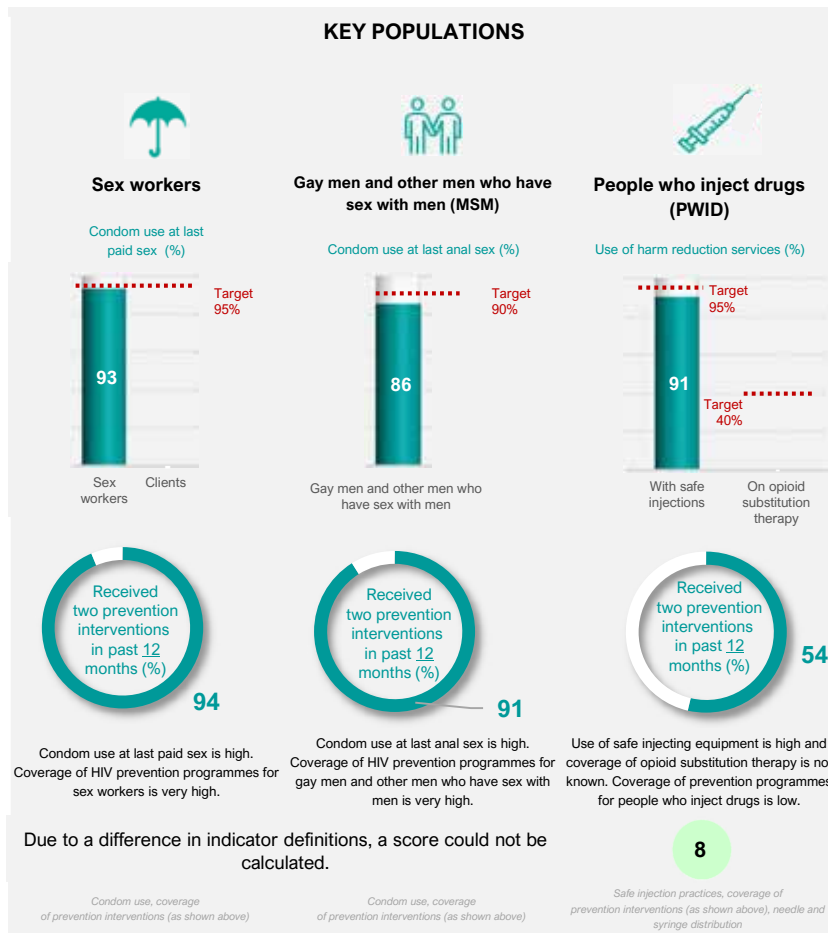 KEY POPULATIONS
Sex workers
Condom use at last
paid sex (%)
Target
95%
93
Sex
workers
Clients
Received
two prevention
interventions
in past 12
months (%)
94
Condom use at last paid sex is high.
Coverage of HIV prevention programmes for
sex workers is very high.
Gay men and other men who have
sex with men (MSM)
Condom use at last anal sex (%)
Target
90%
86
Gay men and other men who
have sex with men
Received
two prevention
interventions
in past 12
months (%)
91
Condom use at last anal sex is high.
Coverage of HIV prevention programmes for
gay men and other men who have sex with
men is very high.
People who inject drugs
(PWID)
Use of harm reduction services (%)
Target
95%
91
Target
40%
With safe
injections
On opioid
substitution
therapy
Received
two prevention
interventions
in past 12
months (%)
54
Use of safe injecting equipment is high and
coverage of opioid substitution therapy is no
known. Coverage of prevention programmes
for people who inject drugs is low.
Due to a difference in indicator definitions, a score could not be
calculated.
8
Condom use, coverage
of prevention interventions (as shown above)
Condom use, coverage
of prevention interventions (as shown above)
Safe injection practices, coverage of
prevention interventions (as shown above), needle and
syringe distribution